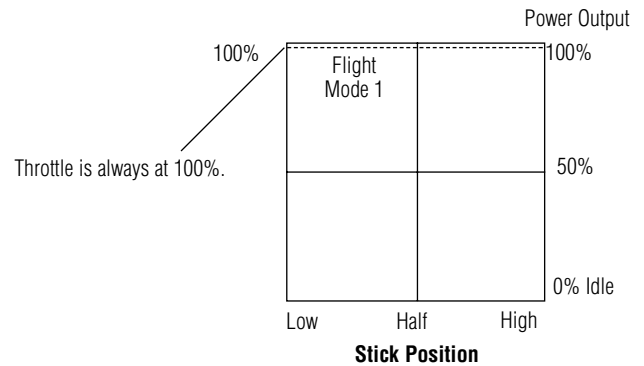 Power Output
100%
100%
Flight
Mode 1
Throttle is always at 100%.
50%
0% Idle
Low Half High
Stick Position